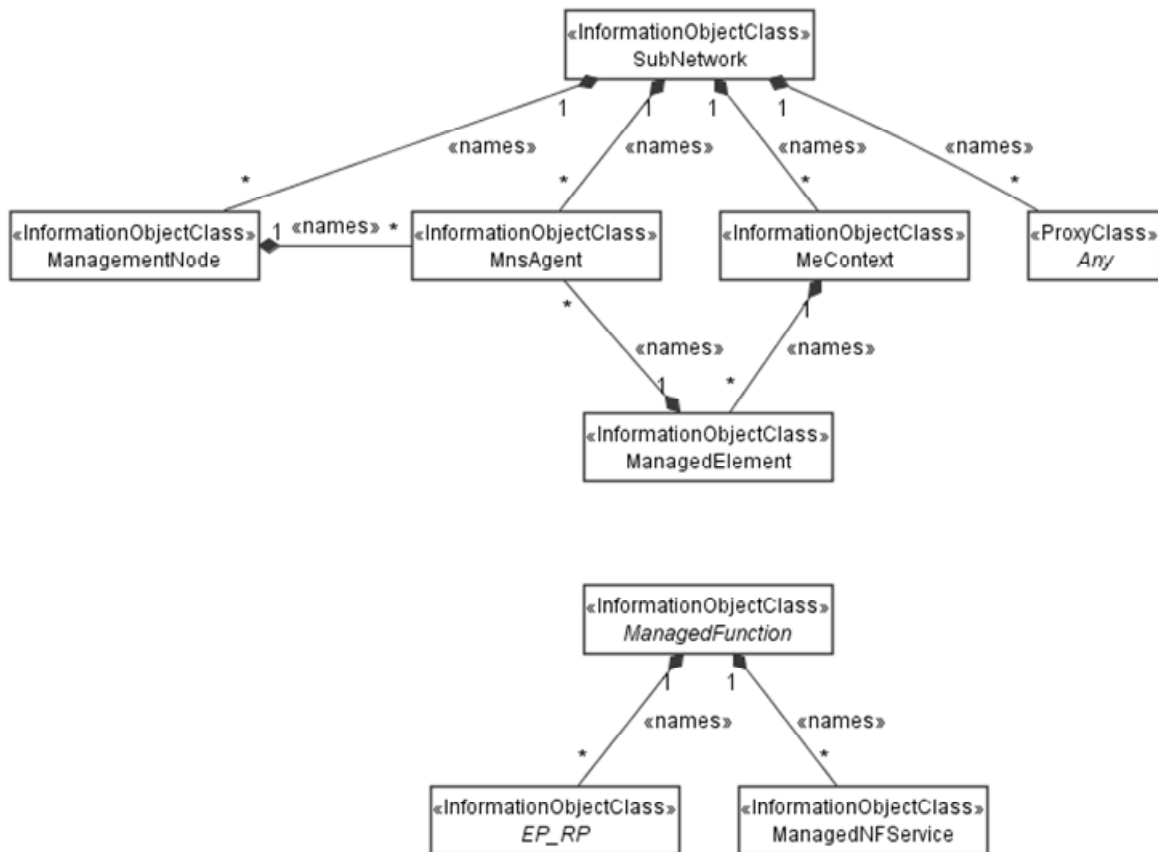 «InformationObjectClass»
SubNetwork
1 1 1 1
«names» «names» «names» «names»
* * * *
«InformationObjectClass»
ManagementNode
1 «names» *
«InformationObjectClass»
MnsAgent
«InformationObjectClass»
MeContext
«ProxyClass»
Any
* 1
«names» «names»
1 *
«InformationObjectClass»
ManagedElement
«InformationObjectClass»
ManagedFunction
1 1
«names» «names»
* *
«InformationObjectClass»
EP_RP
«InformationObjectClass»
ManagedNFService